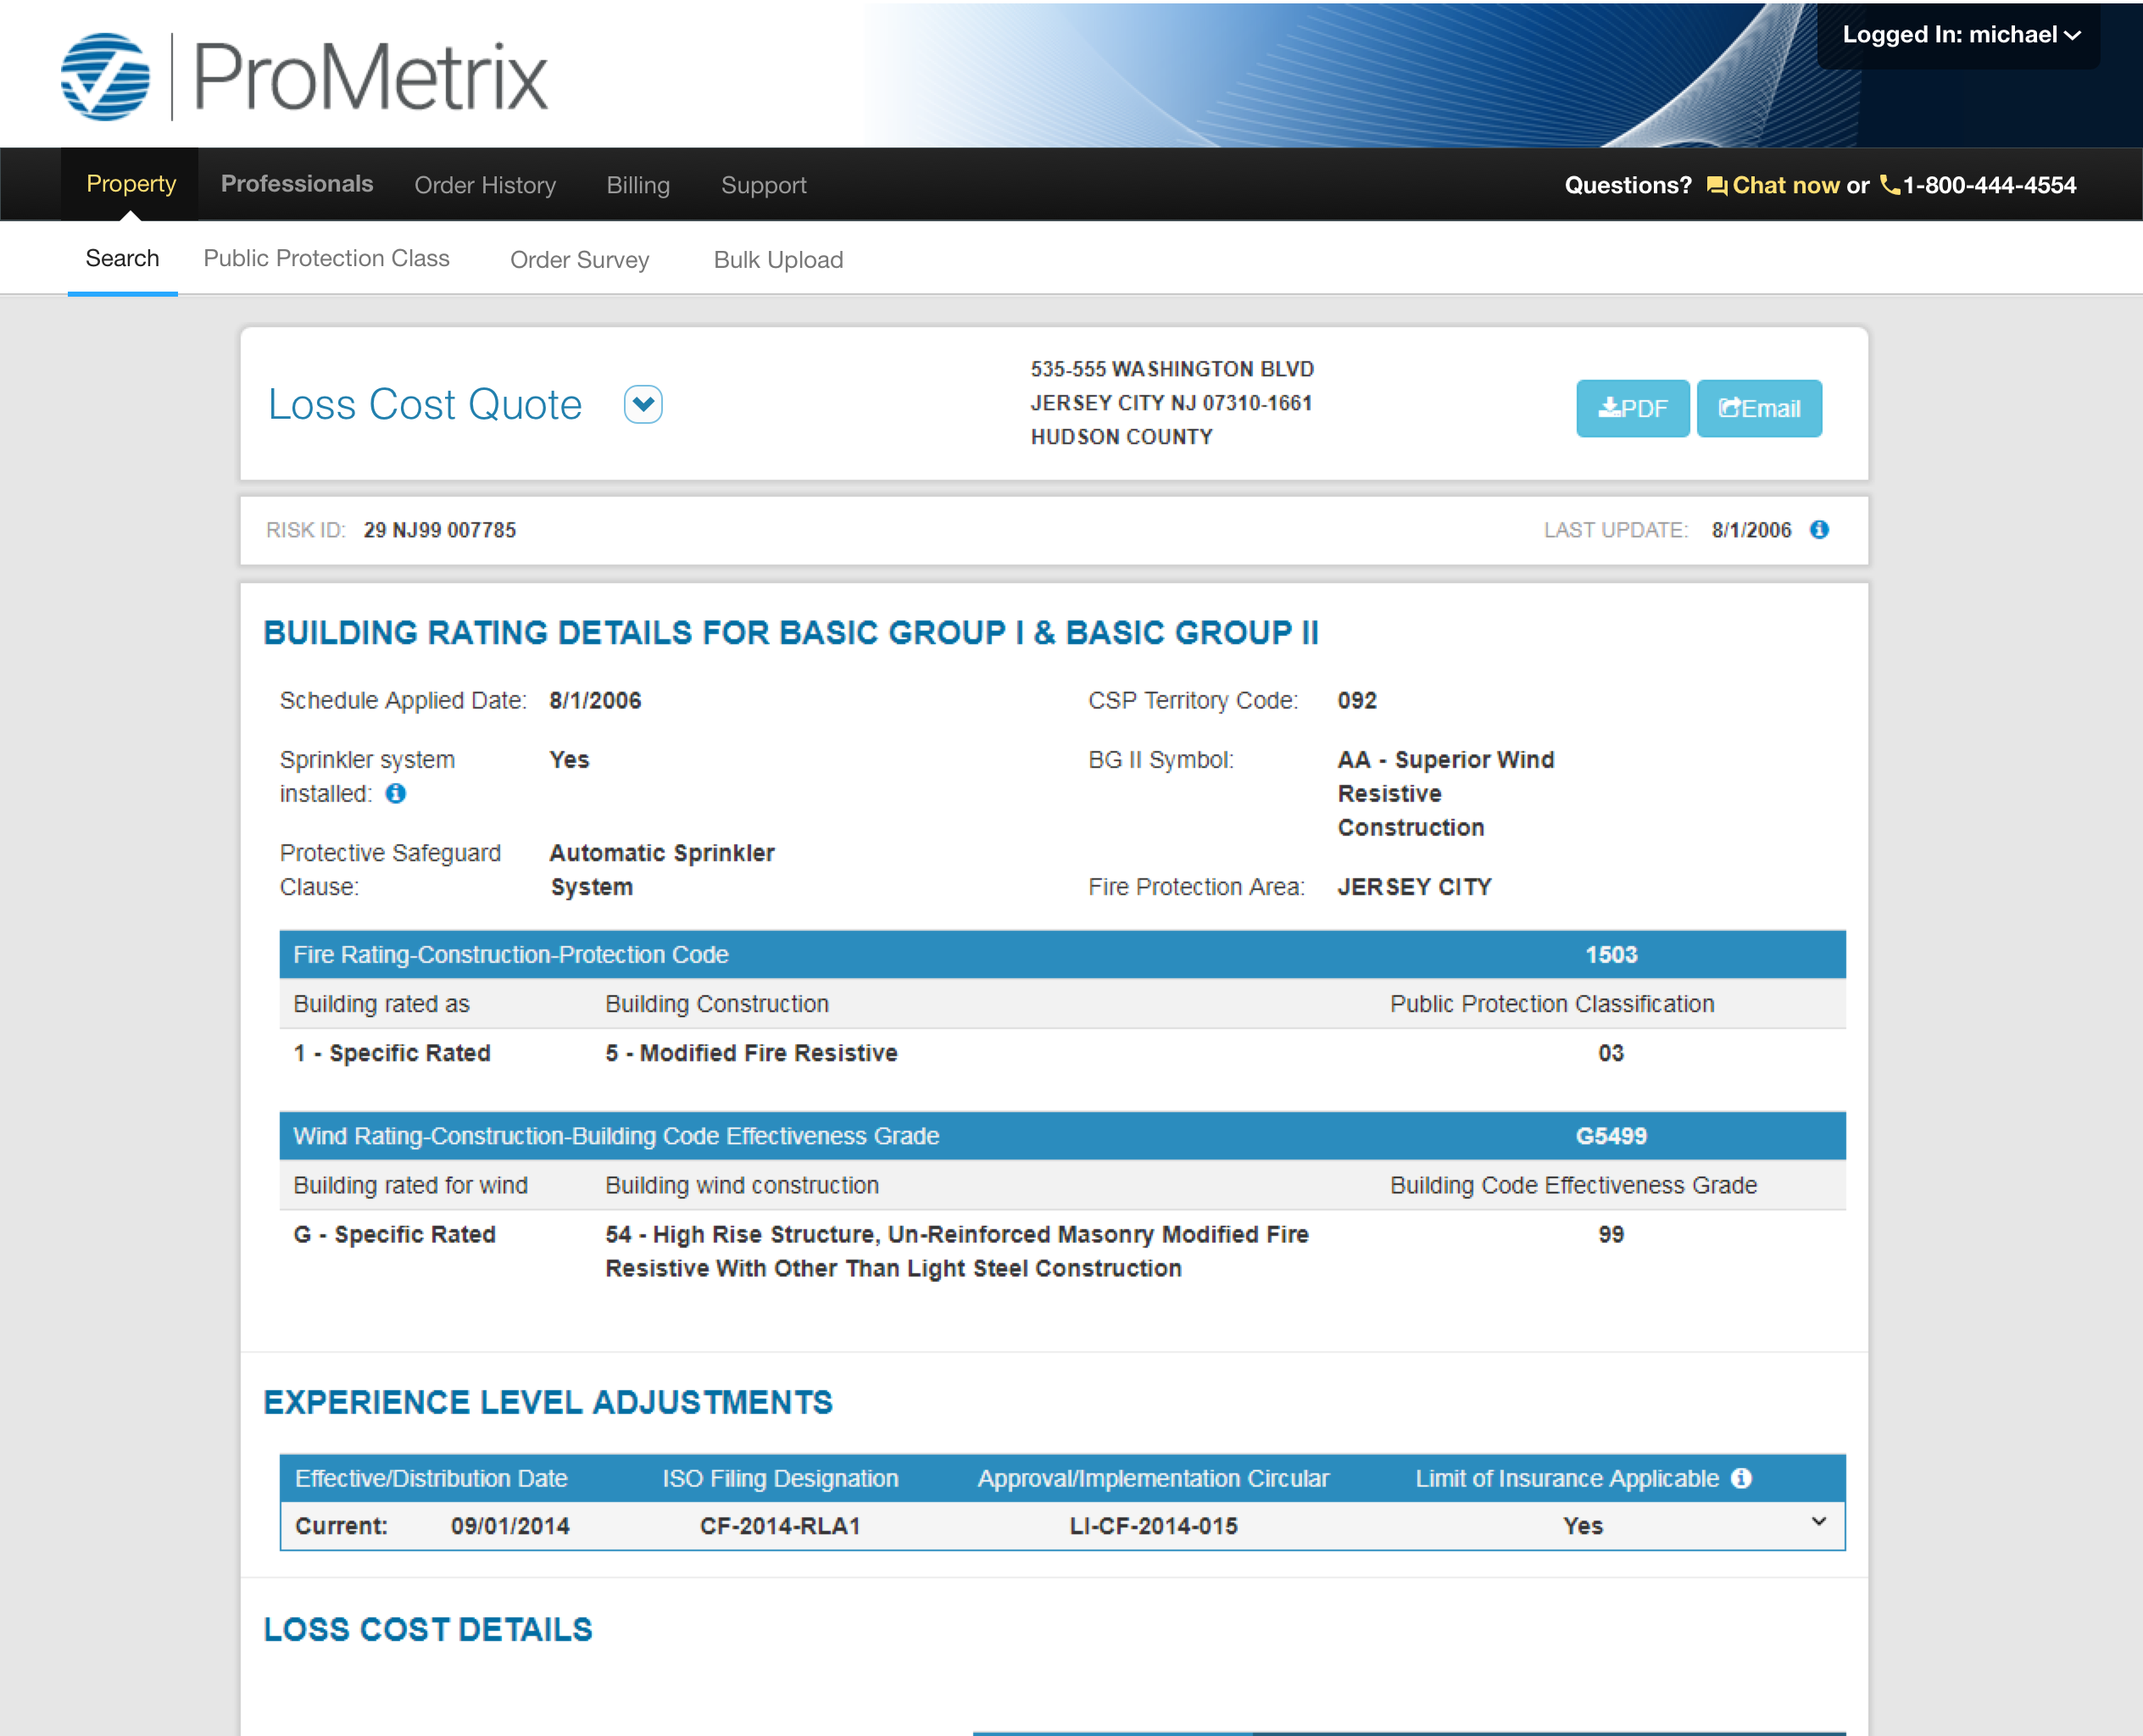 ProMetrix
Logged In: michael
Property Professionals Order History Billing Support Questions? Chat now or 1-800-444-4554
Search Public Protection Class Order Survey Bulk Upload
Loss Cost Quote
535-555 WASHINGTON BLVD
JERSEY CITY NJ 07310-1661
HUDSON COUNTY
PDF Email
RISK ID: 29 NJ99 007785 LAST UPDATE: 8/1/2006
BUILDING RATING DETAILS FOR BASIC GROUP I & BASIC GROUP II
Schedule Applied Date: 8/1/2006 CSP Territory Code: 092
Sprinkler system installed: Yes
BG II Symbol: AA - Superior Wind
Resistive
Construction
Protective Safeguard Clause: Automatic Sprinkler
System
Fire Protection Area: JERSEY CITY
Fire Rating-Construction-Protection Code 1503
Building rated as Building Construction Public Protection Classification
1 - Specific Rated 5 - Modified Fire Resistive 03
Wind Rating-Construction-Building Code Effectiveness Grade G5499
Building rated for wind Building wind construction Building Code Effectiveness Grade
G - Specific Rated 54 - High Rise Structure, Un-Reinforced Masonry Modified Fire 99
Resistive With Other Than Light Steel Construction
EXPERIENCE LEVEL ADJUSTMENTS
Effective/Distribution Date ISO Filing Designation Approval/Implementation Circular Limit of Insurance Applicable
Current: 09/01/2014 CF-2014-RLA1 LI-CF-2014-015 Yes
LOSS COST DETAILS